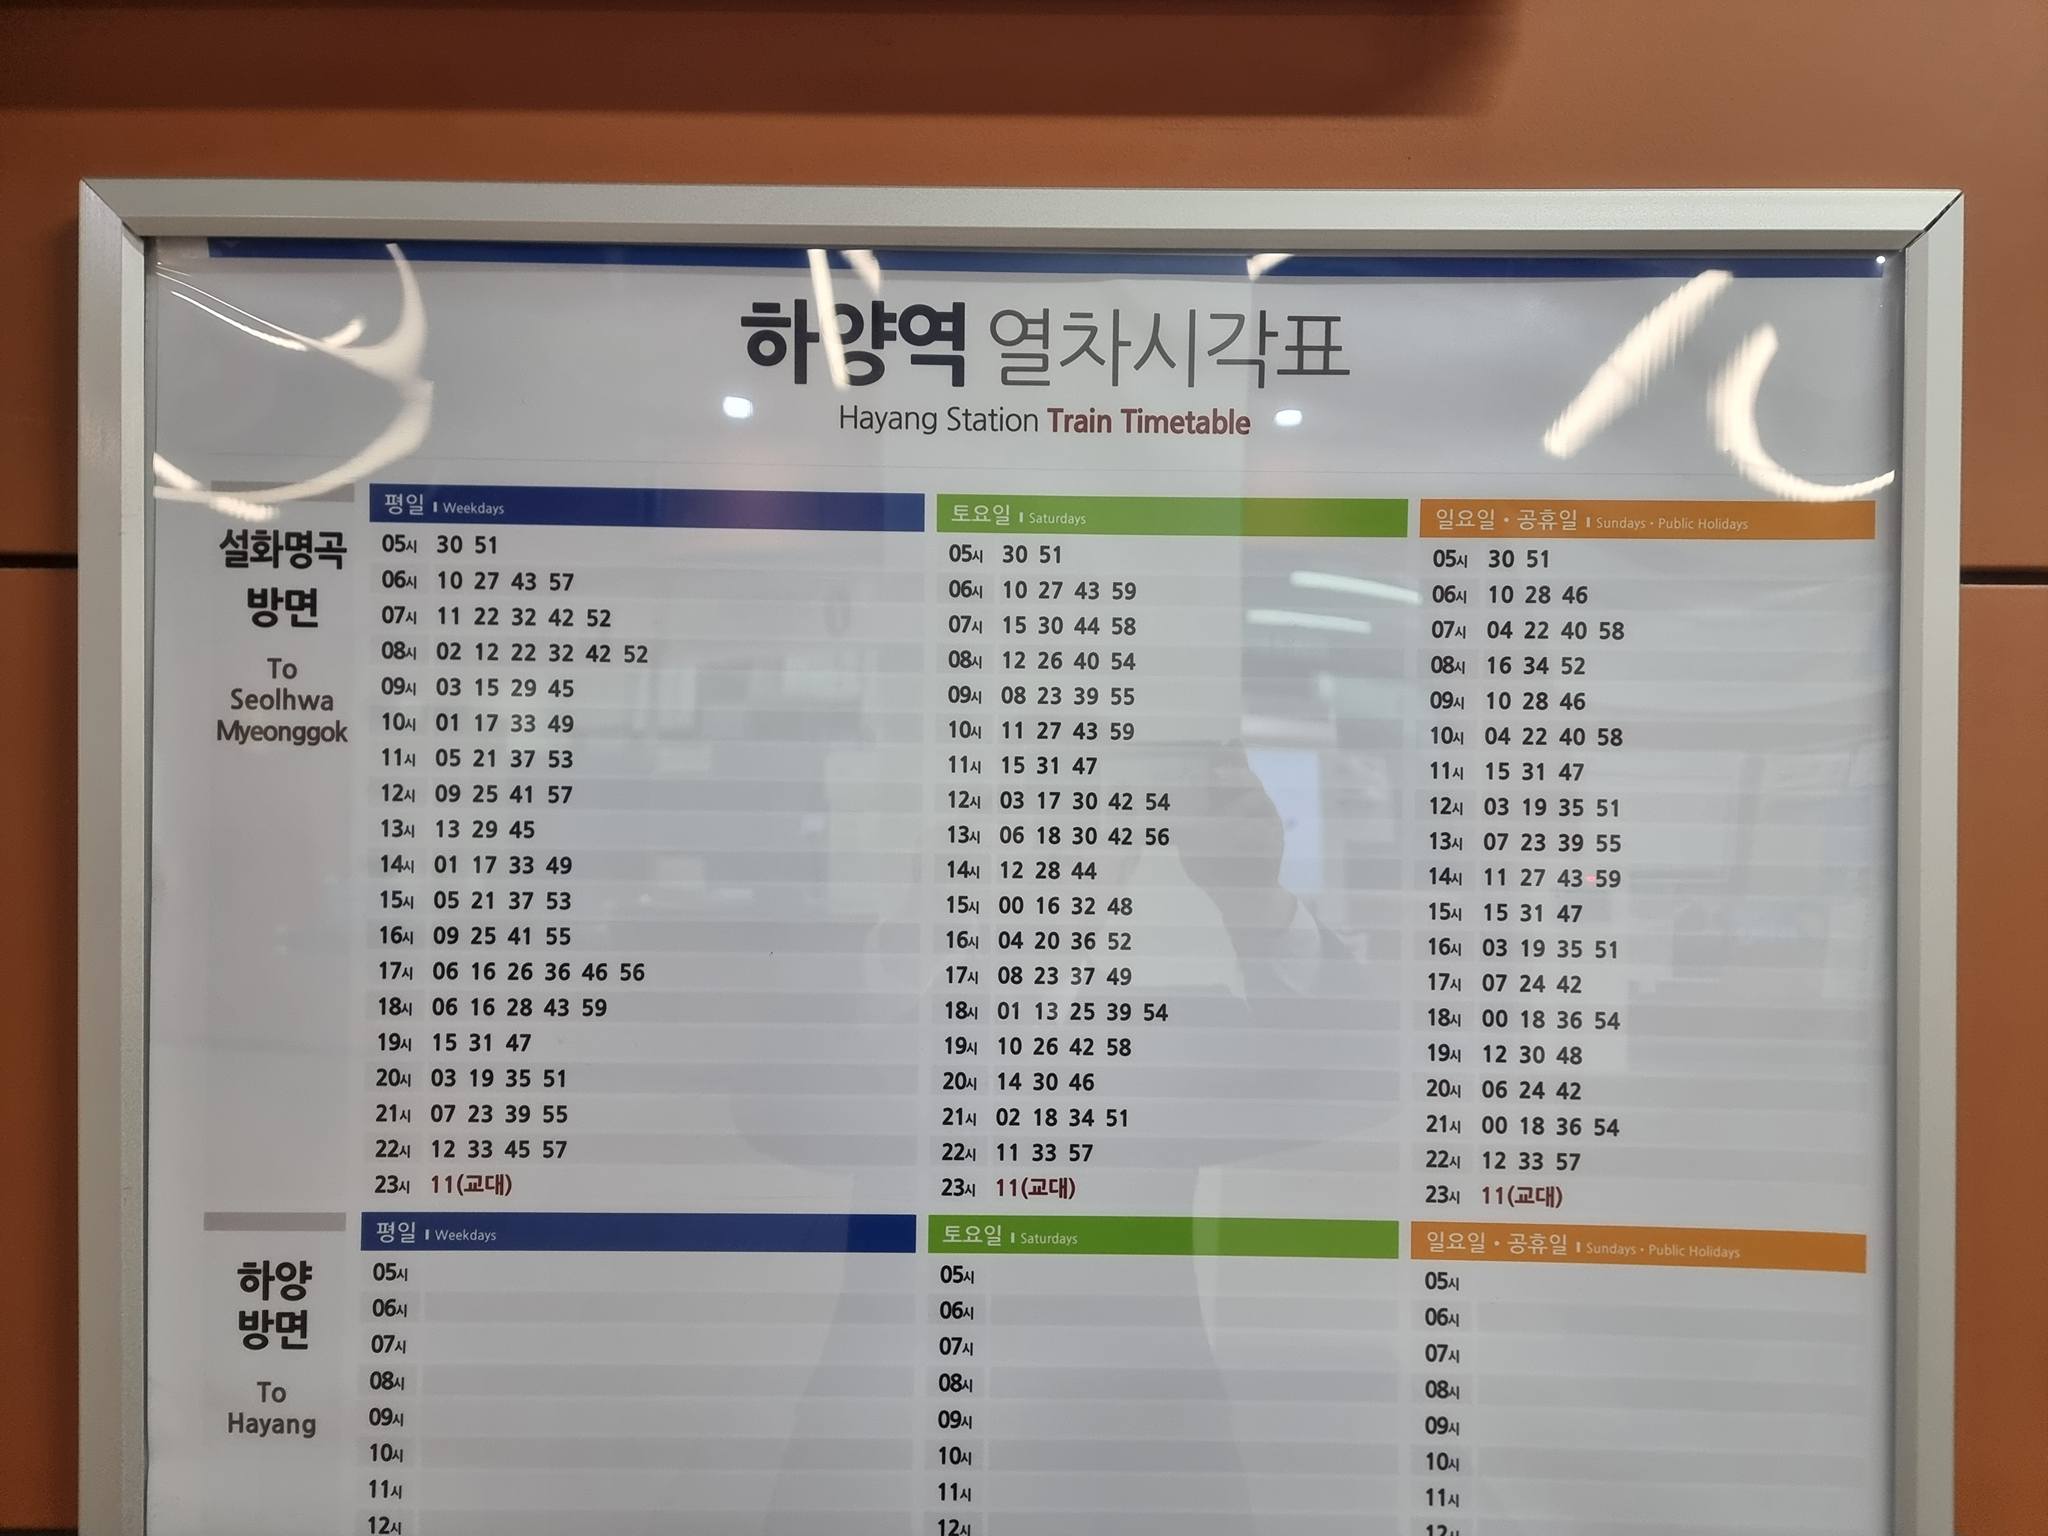 하양역 열차시각표
Hayang Station Train Timetable
설화명곡
방면
To
Seolhwa
Myeonggok
평일 | Weekdays
05시 30 51
06시 10 27 43 57
07시 11 22 32 42 52
08시 02 12 22 32 42 52
09시 03 15 29 45
10시 01 17 33 49
11시 05 21 37 53
12시 09 25 41 57
13시 13 29 45
14시 01 17 33 49
15시 05 21 37 53
16시 09 25 41 55
17시 06 16 26 36 46 56
18시 06 16 28 43 59
19시 15 31 47
20시 03 19 35 51
21시 07 23 39 55
22시 12 33 45 57
23시 11(교대)
토요일 | Saturdays
05시 30 51
06시 10 27 43 59
07시 15 30 44 58
08시 12 26 40 54
09시 08 23 39 55
10시 11 27 43 59
11시 15 31 47
12시 03 17 30 42 54
13시 06 18 30 42 56
14시 12 28 44
15시 00 16 32 48
16시 04 20 36 52
17시 08 23 37 49
18시 01 13 25 39 54
19시 10 26 42 58
20시 14 30 46
21시 02 18 34 51
22시 11 33 57
23시 11(교대)
일요일・공휴일 | Sundays・Public Holidays
05시 30 51
06시 10 28 46
07시 04 22 40 58
08시 16 34 52
09시 10 28 46
10시 04 22 40 58
11시 15 31 47
12시 03 19 35 51
13시 07 23 39 55
14시 11 27 43 59
15시 15 31 47
16시 03 19 35 51
17시 07 24 42
18시 00 18 36 54
19시 12 30 48
20시 06 24 42
21시 00 18 36 54
22시 12 33 57
23시 11(교대)
하양
방면
To
Hayang
평일 | Weekdays
05시
06시
07시
08시
09시
10시
11시
12시
토요일 | Saturdays
05시
06시
07시
08시
09시
10시
11시
12시
일요일・공휴일 | Sundays・Public Holidays
05시
06시
07시
08시
09시
10시
11시
12시